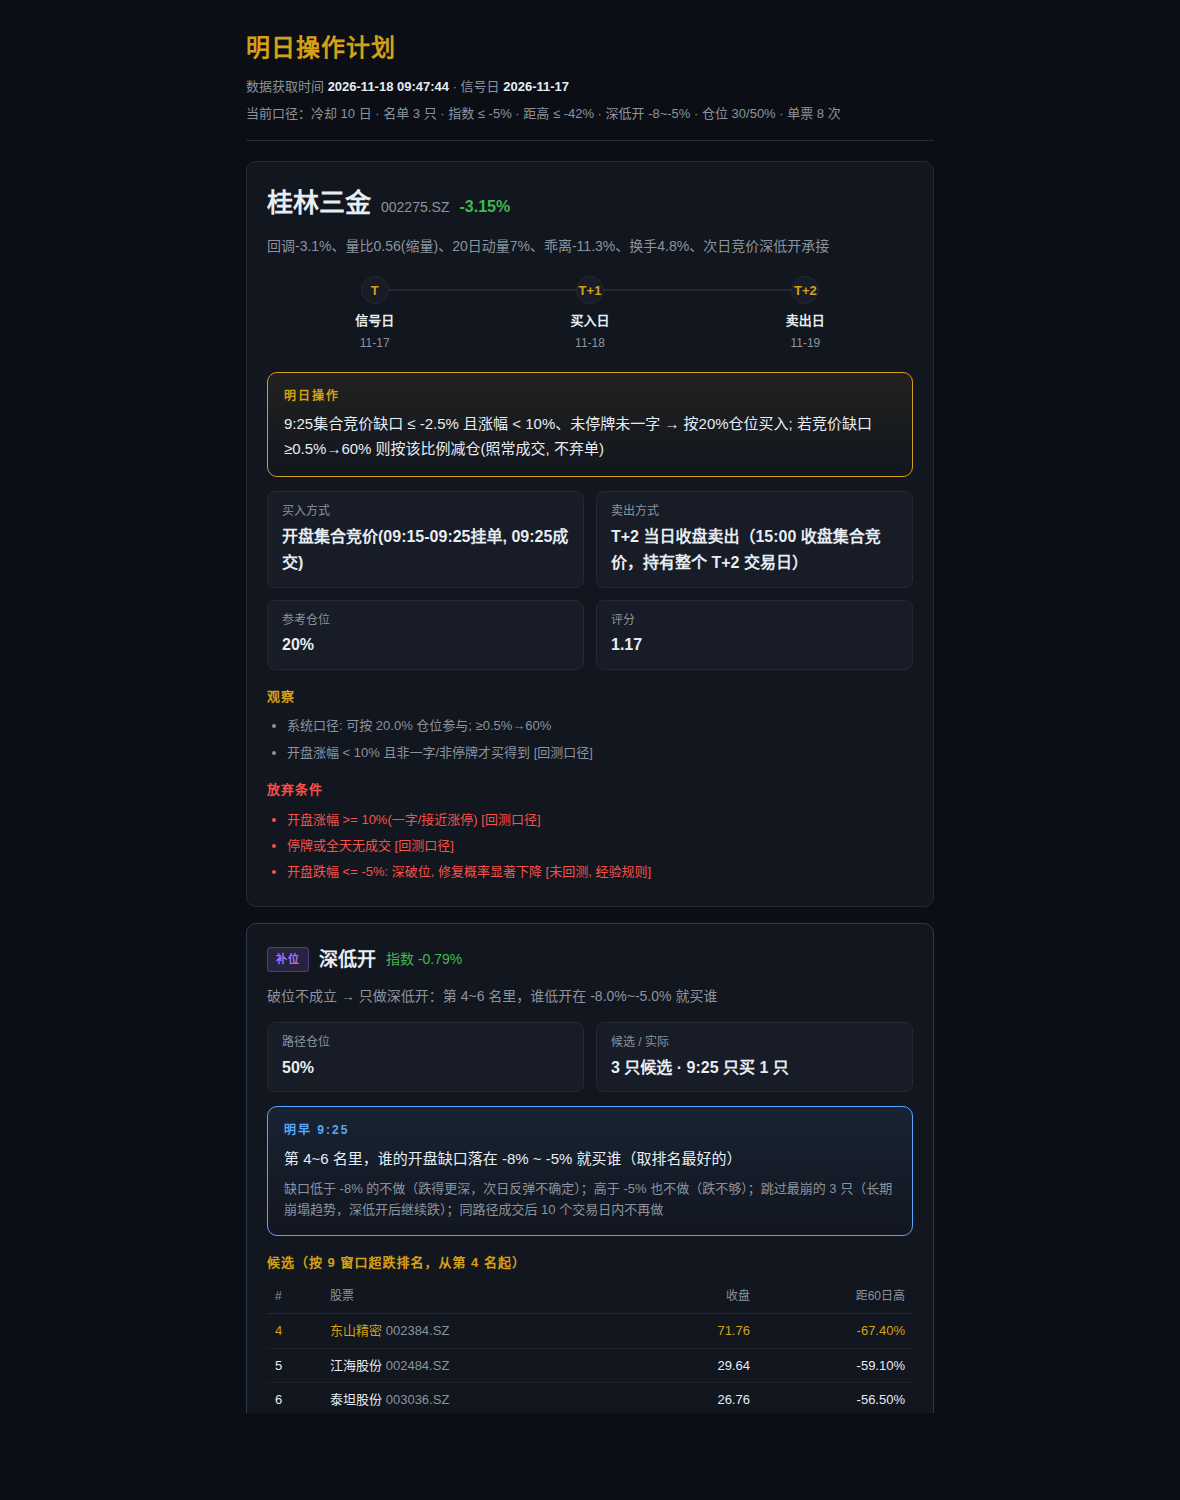 明日操作计划
数据获取时间 2026-11-18 09:47:44 · 信号日 2026-11-17
当前口径：冷却 10 日 · 名单 3 只 · 指数 ≤ -5% · 距高 ≤ -42% · 深低开 -8~-5% · 仓位 30/50% · 单票 8 次
桂林三金 002275.SZ -3.15%
回调-3.1%、量比0.56(缩量)、20日动量7%、乖离-11.3%、换手4.8%、次日竞价深低开承接
T T+1 T+2
信号日 买入日 卖出日
11-17 11-18 11-19
明日操作
9:25集合竞价缺口 ≤ -2.5% 且涨幅 < 10%、未停牌未一字 → 按20%仓位买入; 若竞价缺口
≥0.5%→60% 则按该比例减仓(照常成交, 不弃单)
买入方式
开盘集合竞价(09:15-09:25挂单, 09:25成
交)
卖出方式
T+2 当日收盘卖出（15:00 收盘集合竞
价，持有整个 T+2 交易日）
参考仓位
20%
评分
1.17
观察
• 系统口径: 可按 20.0% 仓位参与; ≥0.5%→60%
• 开盘涨幅 < 10% 且非一字/非停牌才买得到 [回测口径]
放弃条件
• 开盘涨幅 >= 10%(一字/接近涨停) [回测口径]
• 停牌或全天无成交 [回测口径]
• 开盘跌幅 <= -5%: 深破位, 修复概率显著下降 [未回测, 经验规则]
补位 深低开 指数 -0.79%
破位不成立 → 只做深低开：第 4~6 名里，谁低开在 -8.0%~-5.0% 就买谁
路径仓位
50%
候选 / 实际
3 只候选 · 9:25 只买 1 只
明早 9:25
第 4~6 名里，谁的开盘缺口落在 -8% ~ -5% 就买谁（取排名最好的）
缺口低于 -8% 的不做（跌得更深，次日反弹不确定）；高于 -5% 也不做（跌不够）；跳过最崩的 3 只（长期
崩塌趋势，深低开后继续跌）；同路径成交后 10 个交易日内不再做
候选（按 9 窗口超跌排名，从第 4 名起）
# 股票 收盘 距60日高
4 东山精密 002384.SZ 71.76 -67.40%
5 江海股份 002484.SZ 29.64 -59.10%
6 泰坦股份 003036.SZ 26.76 -56.50%